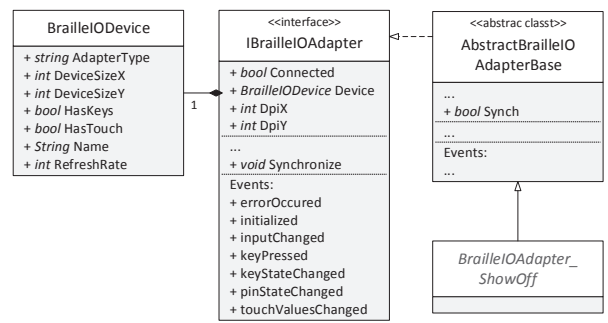 BrailleIODevice
+ string AdapterType
+ int DeviceSizeX
+ int DeviceSizeY
+ bool HasKeys
+ bool HasTouch
+ String Name
+ int RefreshRate
1
<<interface>>
IBrailleIOAdapter
+ bool Connected
+ BrailleIODevice Device
+ int DpiX
+ int DpiY
...
+ void Synchronize
Events:
+ errorOccured
+ initialized
+ inputChanged
+ keyPressed
+ keyStateChanged
+ pinStateChanged
+ touchValuesChanged
<<abstrac classt>>
AbstractBrailleIO
AdapterBase
...
+ bool Synch
...
Events:
...
BrailleIOAdapter_
ShowOff